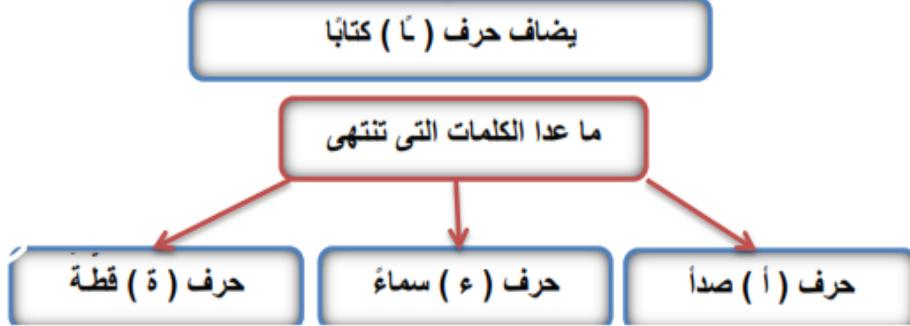 يضاف حرف ( ـًا ) كتابًا
ما عدا الكلمات التى تنتهى
حرف ( أ ) صدأ
حرف ( ء ) سماءً
حرف ( ة ) قطةً